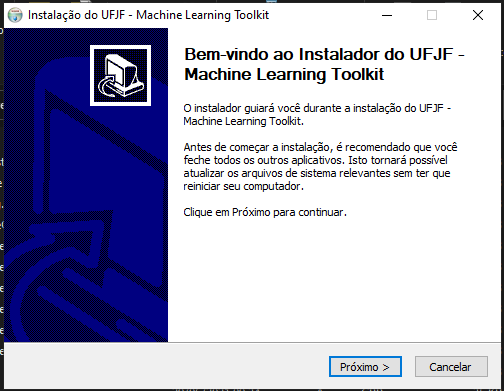 Instalação do UFJF - Machine Learning Toolkit
Bem-vindo ao Instalador do UFJF -
Machine Learning Toolkit
O instalador guiará você durante a instalação do UFJF -
Machine Learning Toolkit.
Antes de começar a instalação, é recomendado que você
feche todos os outros aplicativos. Isto tornará possível
atualizar os arquivos de sistema relevantes sem ter que
reiniciar seu computador.
Clique em Próximo para continuar.
Próximo >
Cancelar